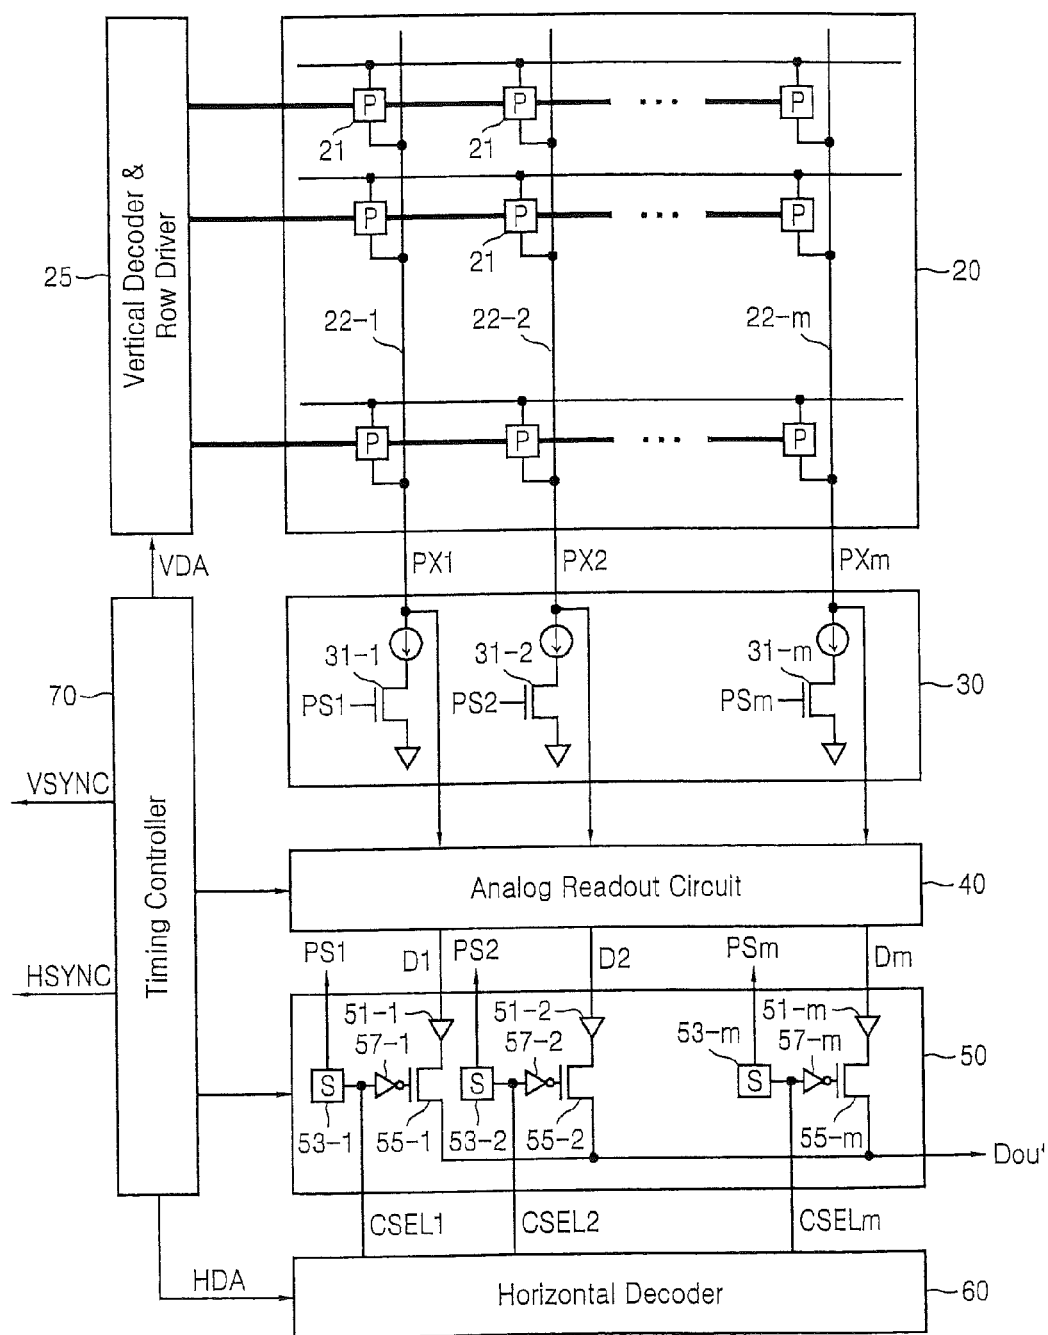 P P P
21 21
Vertical Decoder &
Row Driver
P P P
21
25
20
22-1 22-2 22-m
P P P
VDA
PX1 PX2 PXm
31-1 31-2 31-m
70
30
PS1 PS2 PSm
VSYNC
Timing Controller
Analog Readout Circuit
40
PS1 D1 PS2 D2 PSm Dm
HSYNC
51-1 51-2 51-m
57-1 57-2 53-m 57-m
50
S S S
53-1 55-1 53-2 55-2 55-m
Dou'
CSEL1 CSEL2 CSELm
HDA
Horizontal Decoder
60